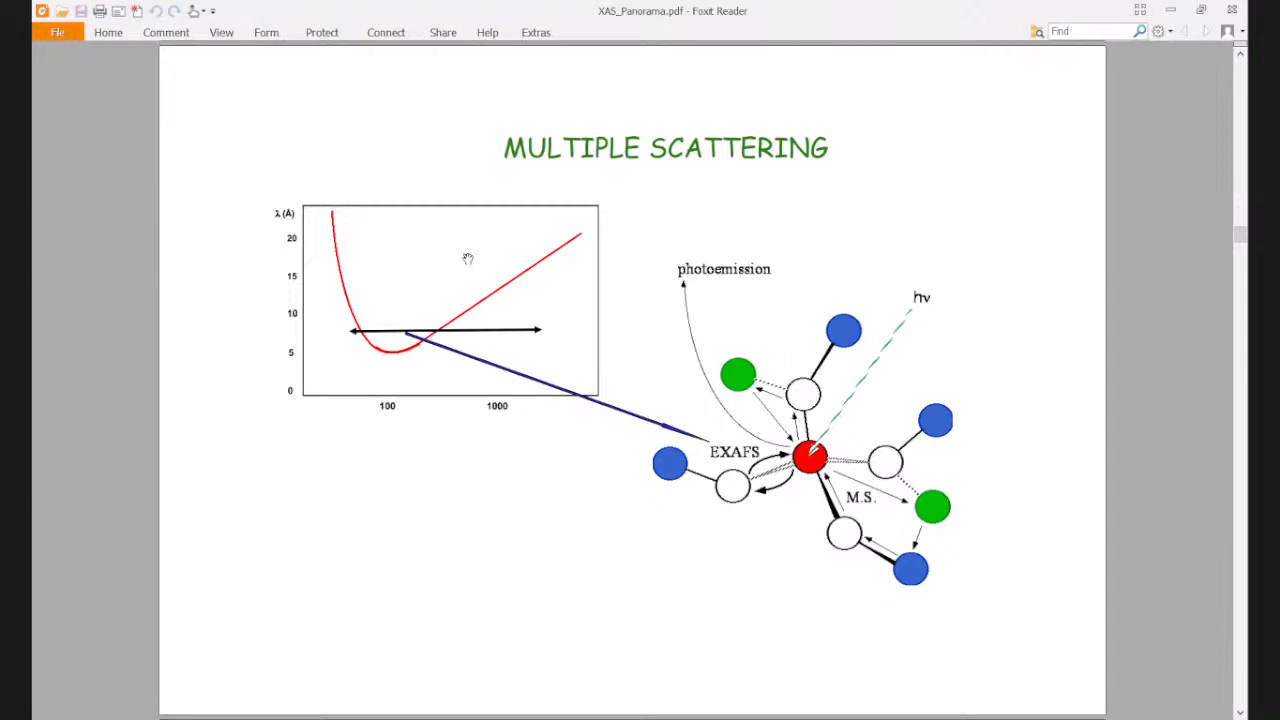 XAS_Panorama.pdf - Foxit Reader
File Home Comment View Form Protect Connect Share Help Extras
Find
MULTIPLE SCATTERING
λ (Å)
20
15
10
5
0
100 1000
photoemission
hν
EXAFS
M.S.